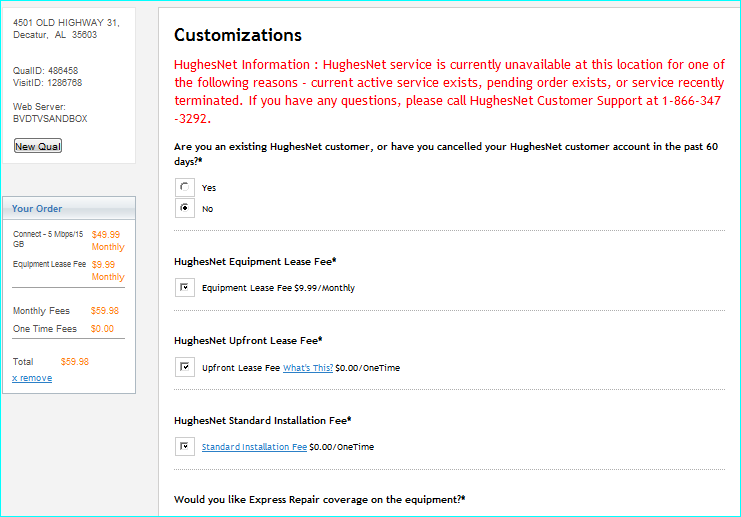 4501 OLD HIGHWAY 31,
Decatur,  AL  35603
QualID: 486458
VisitID: 1286768
Web Server:
BVDTVSANDBOX
New Qual
Your Order
Connect - 5 Mbps/15 GB $49.99 Monthly
Equipment Lease Fee $9.99 Monthly
Monthly Fees $59.98
One Time Fees $0.00
Total $59.98
x remove
Customizations
HughesNet Information : HughesNet service is currently unavailable at this location for one of
the following reasons - current active service exists, pending order exists, or service recently
terminated. If you have any questions, please call HughesNet Customer Support at 1-866-347
-3292.
Are you an existing HughesNet customer, or have you cancelled your HughesNet customer account in the past 60
days?*
Yes
No
HughesNet Equipment Lease Fee*
Equipment Lease Fee $9.99/Monthly
HughesNet Upfront Lease Fee*
Upfront Lease Fee What's This? $0.00/OneTime
HughesNet Standard Installation Fee*
Standard Installation Fee $0.00/OneTime
Would you like Express Repair coverage on the equipment?*